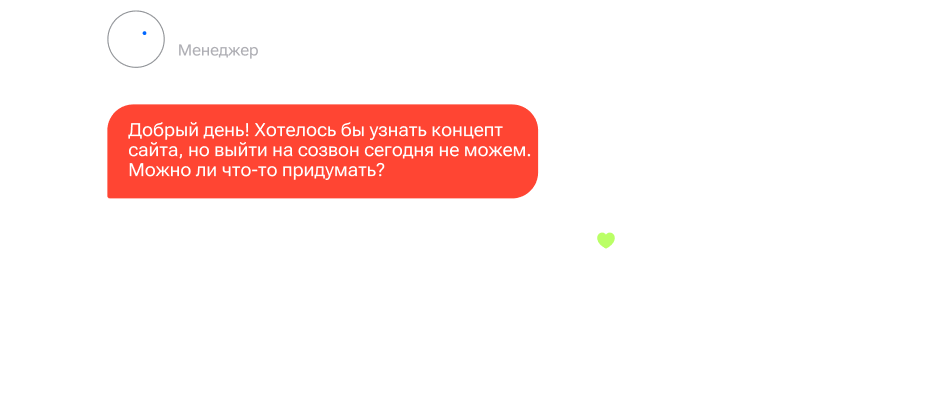 Менеджер
Добрый день! Хотелось бы узнать концепт
сайта, но выйти на созвон сегодня не можем.
Можно ли что-то придумать?